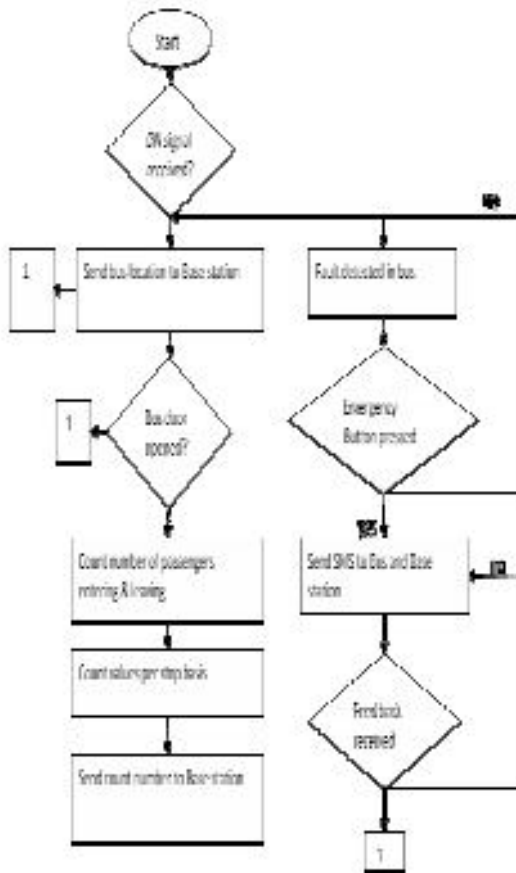 Start
ON signal
received?
No
1
Send bus location to Base station
Fault detected in bus
1
Bus door
opened?
Emergency
Button pressed
Yes
Count number of passengers
entering & leaving
Send SMS to Bus and Base
station
Count values per stop basis
Feedback
received
Send count number to Base station
1